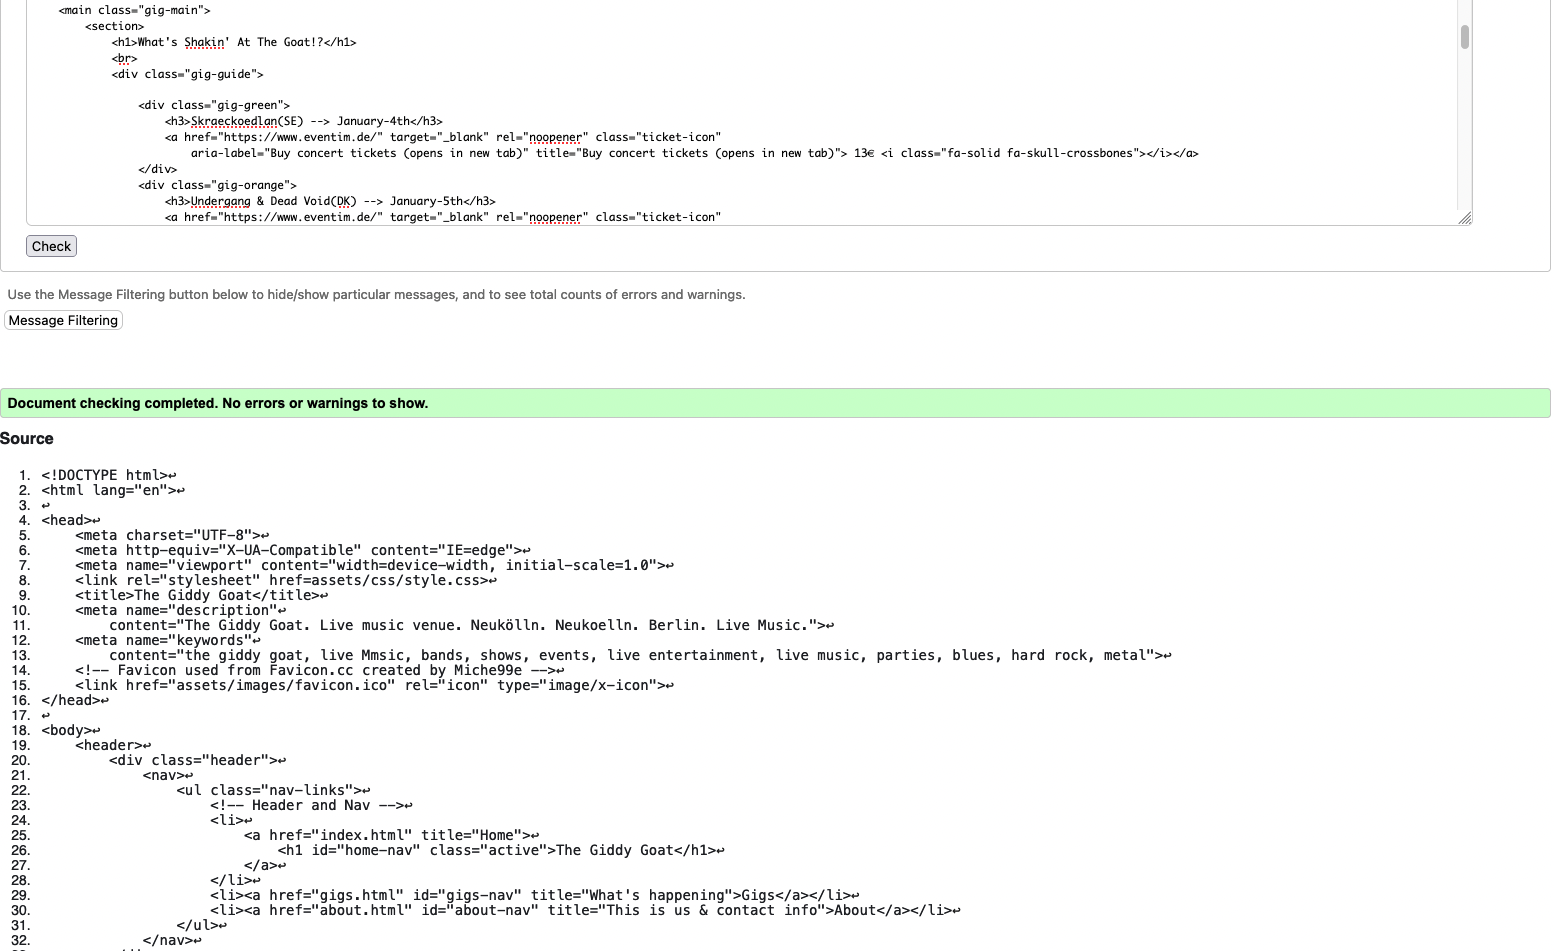 <main class="gig-main">
<section>
<h1>What's Shakin' At The Goat!?</h1>
<br>
<div class="gig-guide">
<div class="gig-green">
<h3>Skraeckoedlan(SE) --> January-4th</h3>
<a href="https://www.eventim.de/" target="_blank" rel="noopener" class="ticket-icon"
aria-label="Buy concert tickets (opens in new tab)" title="Buy concert tickets (opens in new tab)"> 13€ <i class="fa-solid fa-skull-crossbones"></i></a>
</div>
<div class="gig-orange">
<h3>Undergang & Dead Void(DK) --> January-5th</h3>
<a href="https://www.eventim.de/" target="_blank" rel="noopener" class="ticket-icon"
Check
Use the Message Filtering button below to hide/show particular messages, and to see total counts of errors and warnings.
Message Filtering
Document checking completed. No errors or warnings to show.
Source
1. <!DOCTYPE html>↩
2. <html lang="en">↩
3. ↩
4. <head>↩
5. <meta charset="UTF-8">↩
6. <meta http-equiv="X-UA-Compatible" content="IE=edge">↩
7. <meta name="viewport" content="width=device-width, initial-scale=1.0">↩
8. <link rel="stylesheet" href=assets/css/style.css>↩
9. <title>The Giddy Goat</title>↩
10. <meta name="description"↩
11. content="The Giddy Goat. Live music venue. Neukölln. Neukoelln. Berlin. Live Music.">↩
12. <meta name="keywords"↩
13. content="the giddy goat, live Mmsic, bands, shows, events, live entertainment, live music, parties, blues, hard rock, metal">↩
14. <!-- Favicon used from Favicon.cc created by Miche99e -->↩
15. <link href="assets/images/favicon.ico" rel="icon" type="image/x-icon">↩
16. </head>↩
17. ↩
18. <body>↩
19. <header>↩
20. <div class="header">↩
21. <nav>↩
22. <ul class="nav-links">↩
23. <!-- Header and Nav -->↩
24. <li>↩
25. <a href="index.html" title="Home">↩
26. <h1 id="home-nav" class="active">The Giddy Goat</h1>↩
27. </a>↩
28. </li>↩
29. <li><a href="gigs.html" id="gigs-nav" title="What's happening">Gigs</a></li>↩
30. <li><a href="about.html" id="about-nav" title="This is us & contact info">About</a></li>↩
31. </ul>↩
32. </nav>↩